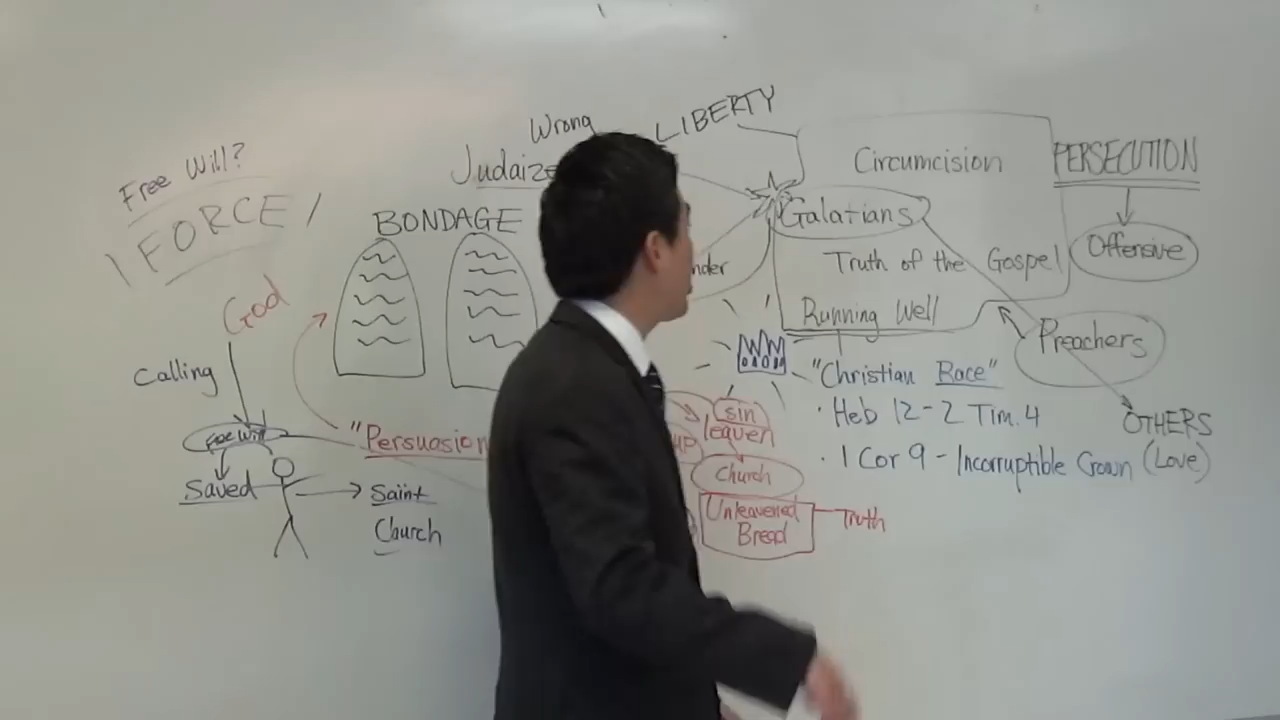 Free Will?
FORCE
God
Calling
Free Will
Saved
Saint
Church
Wrong
BONDAGE
"Persuasion
LIBERTY
Galatians
Circumcision
Truth of the Gospel
Running Well
PERSECUTION
Offensive
Preachers
OTHERS
(Love)
"Christian Race"
· Heb 12 - 2 Tim. 4
· 1 Cor 9 - Incorruptible Crown
sin
leaven
up
Church
Unleavened
Bread
Truth